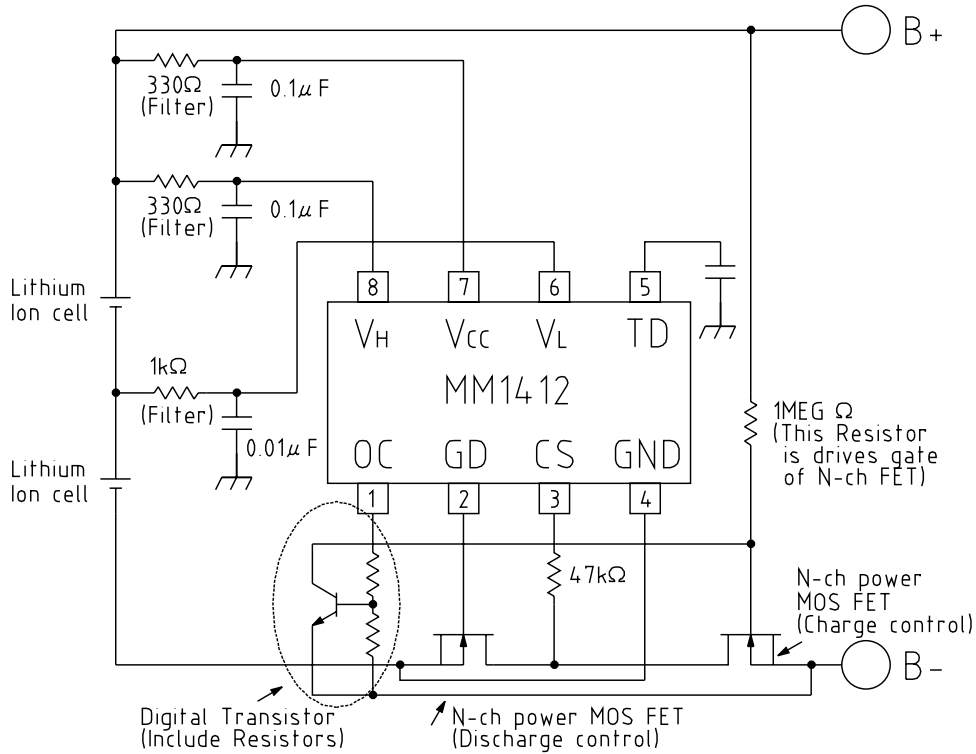 B+
330Ω
(Filter)
0.1μF
330Ω
(Filter)
0.1μF
8
7
6
5
Lithium
Ion cell
VH
VCC
VL
TD
MM1412
1kΩ
(Filter)
0.01μF
1MEG Ω
(This Resistor
is drives gate
of N-ch FET)
OC
GD
CS
GND
Lithium
Ion cell
1
2
3
4
47kΩ
N-ch power
MOS FET
(Charge control)
B-
Digital Transistor
(Include Resistors)
N-ch power MOS FET
(Discharge control)